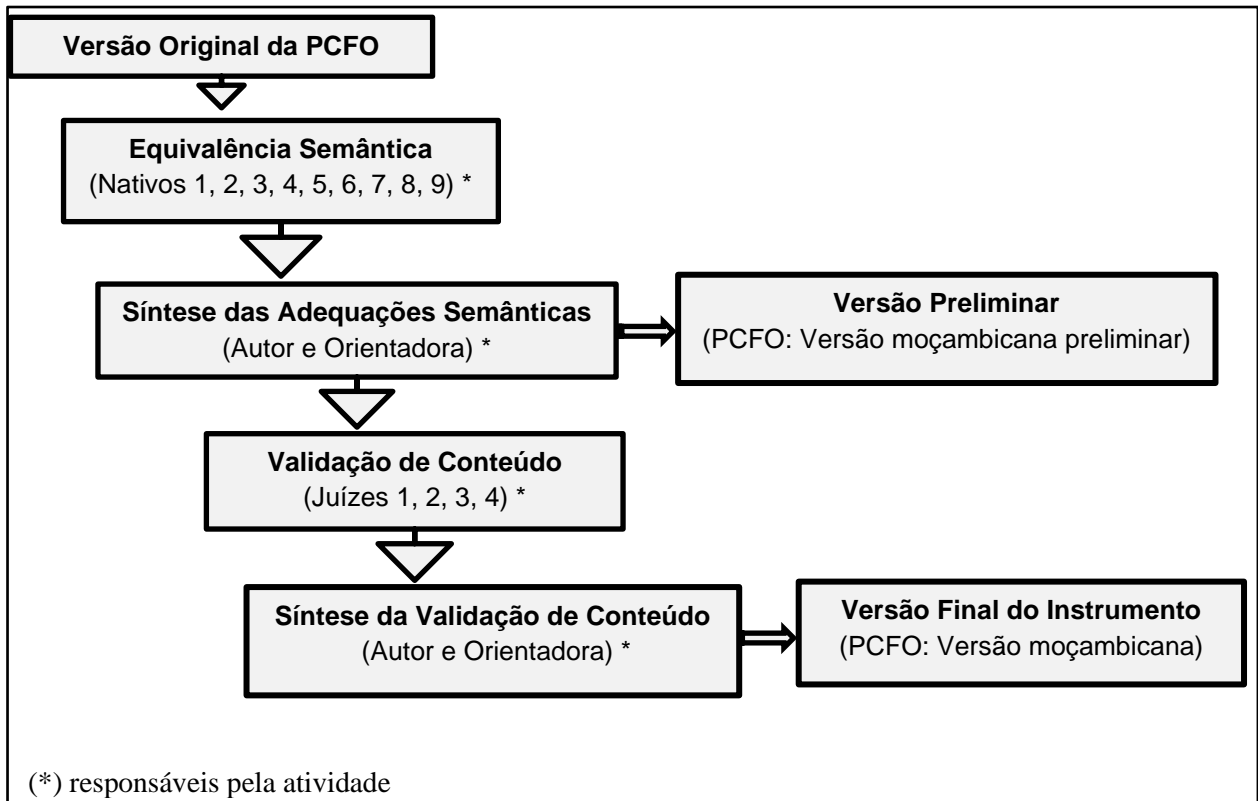 Versão Original da PCFO
Equivalência Semântica
(Nativos 1, 2, 3, 4, 5, 6, 7, 8, 9) *
Síntese das Adequações Semânticas
(Autor e Orientadora) *
Versão Preliminar
(PCFO: Versão moçambicana preliminar)
Validação de Conteúdo
(Juízes 1, 2, 3, 4) *
Síntese da Validação de Conteúdo
(Autor e Orientadora) *
Versão Final do Instrumento
(PCFO: Versão moçambicana)
(*) responsáveis pela atividade